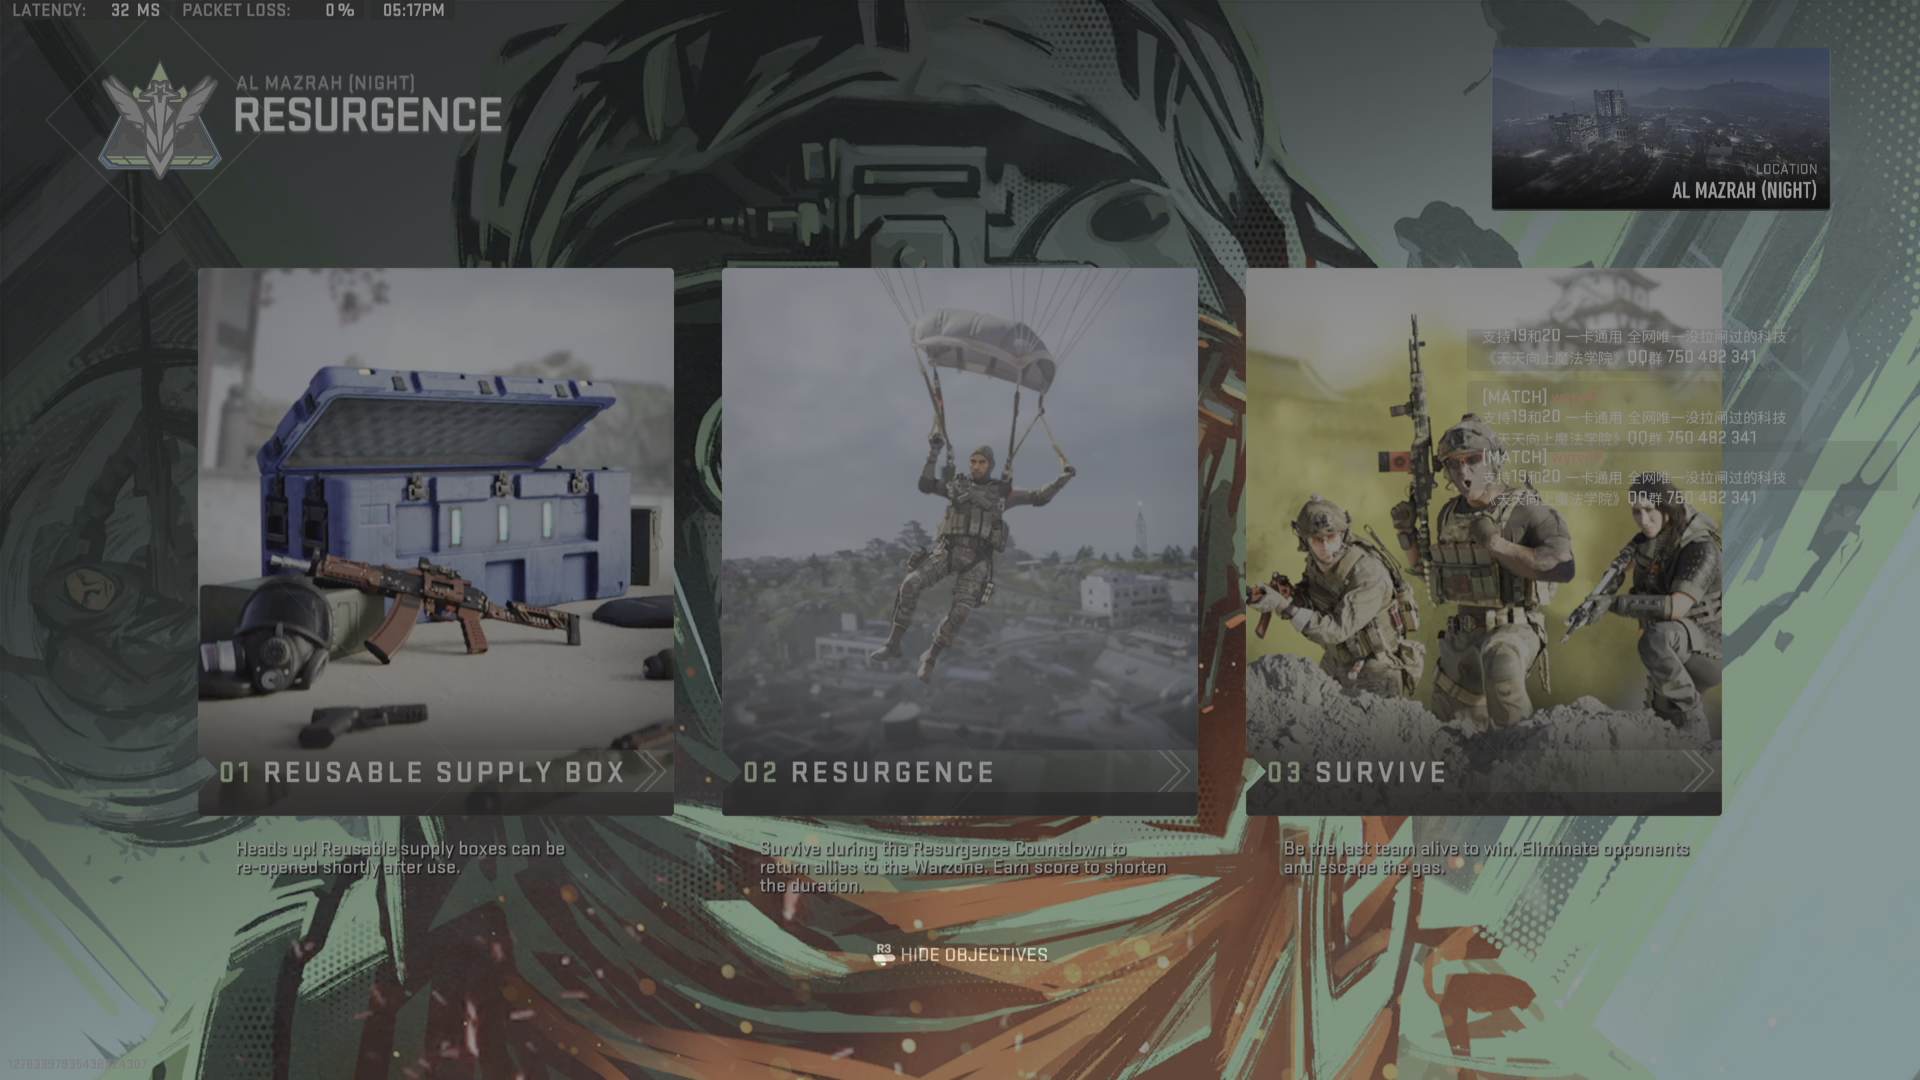 LATENCY: 32 MS PACKET LOSS: 0% 05:17PM
AL MAZRAH (NIGHT)
RESURGENCE
LOCATION
AL MAZRAH (NIGHT)
支持19和20 一卡通用 全网唯一没拉闸过的科技
《天天向上魔法学院》QQ群 750 482 341
[MATCH]
支持19和20 一卡通用 全网唯一没拉闸过的科技
《天天向上魔法学院》QQ群 750 482 341
[MATCH]
支持19和20 一卡通用 全网唯一没拉闸过的科技
《天天向上魔法学院》QQ群 750 482 341
01 REUSABLE SUPPLY BOX
02 RESURGENCE
03 SURVIVE
Heads up! Reusable supply boxes can be
re-opened shortly after use.
Survive during the Resurgence Countdown to
return allies to the Warzone. Earn score to shorten
the duration.
Be the last team alive to win. Eliminate opponents
and escape the gas.
R3 HIDE OBJECTIVES